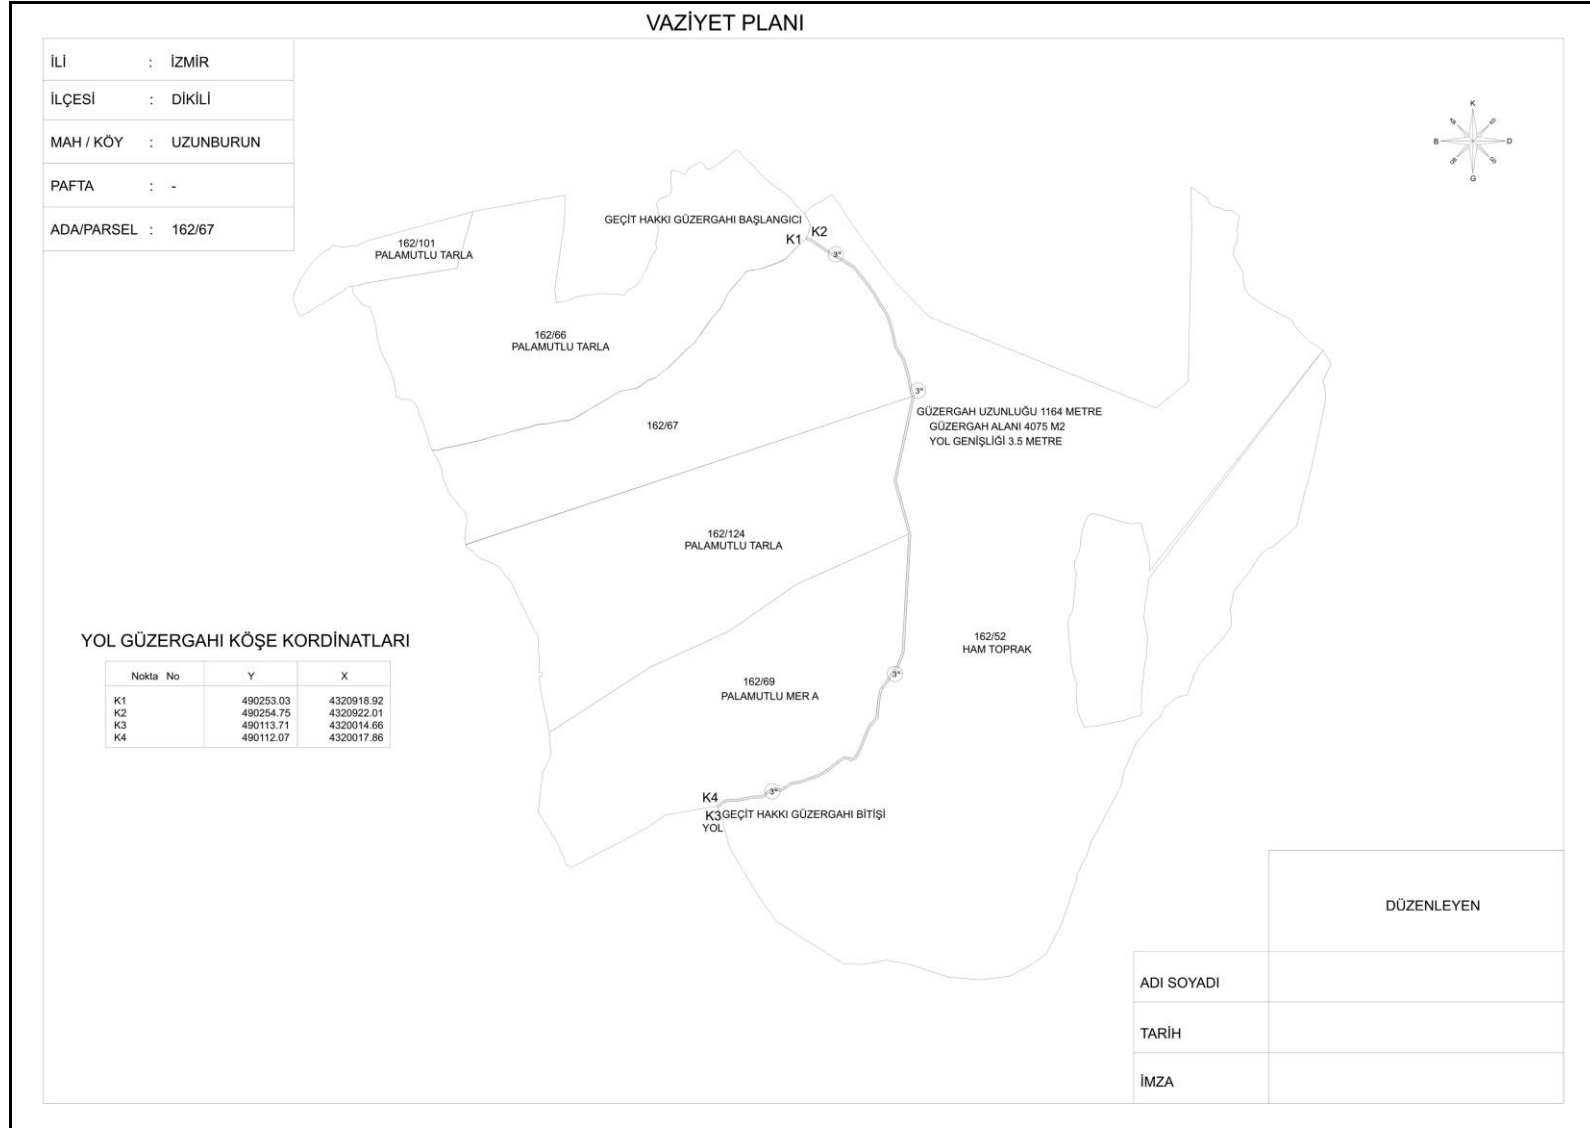 VAZİYET PLANI
İLİ : İZMİR
İLÇESİ : DİKİLİ
MAH / KÖY : UZUNBURUN
PAFTA : -
ADA/PARSEL : 162/67
K
B
D
G
GEÇİT HAKKI GÜZERGAHI BAŞLANGICI
K1
K2
162/101
PALAMUTLU TARLA
162/66
PALAMUTLU TARLA
GÜZERGAH UZUNLUĞU 1164 METRE
GÜZERGAH ALANI 4075 M2
YOL GENİŞLİĞİ 3.5 METRE
162/67
162/124
PALAMUTLU TARLA
162/52
HAM TOPRAK
162/69
PALAMUTLU MER A
YOL GÜZERGAHI KÖŞE KORDİNATLARI
Nokta No Y X
K1 490253.03 4320918.92
K2 490254.75 4320922.01
K3 490113.71 4320014.66
K4 490112.07 4320017.86
K4
K3 GEÇİT HAKKI GÜZERGAHI BİTİŞİ
YOL
DÜZENLEYEN
ADI SOYADI
TARİH
İMZA